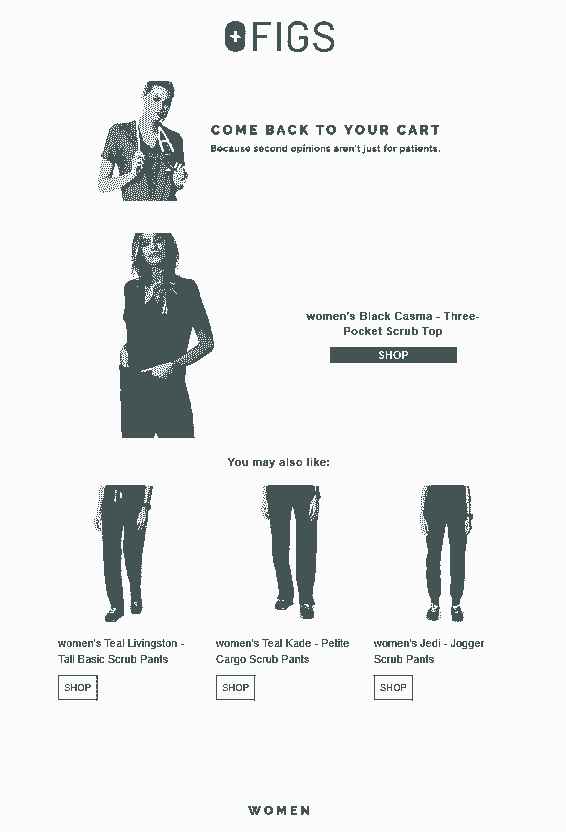 FIGS
COME BACK TO YOUR CART
Because second opinions aren't just for patients.
women's Black Casma - Three-
Pocket Scrub Top
SHOP
You may also like:
women's Teal Livingston -
Tall Basic Scrub Pants
SHOP
women's Teal Kade - Petite
Cargo Scrub Pants
SHOP
women's Jedi - Jogger
Scrub Pants
SHOP
WOMEN